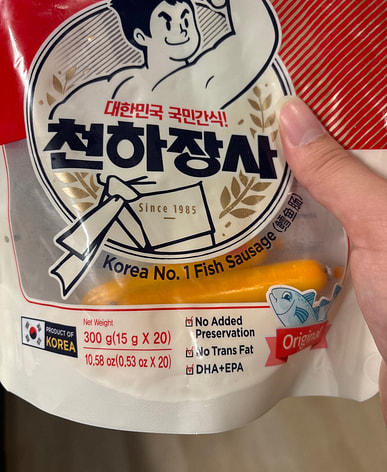 대한민국 국민간식!
천하장사
Since 1985
Korea No. 1 Fish Sausage (鳕鱼肠)
PRODUCT OF
KOREA
Net Weight
300 g(15 g X 20)
10.58 oz(0.53 oz X 20)
No Added
Preservation
No Trans Fat
DHA+EPA
Original